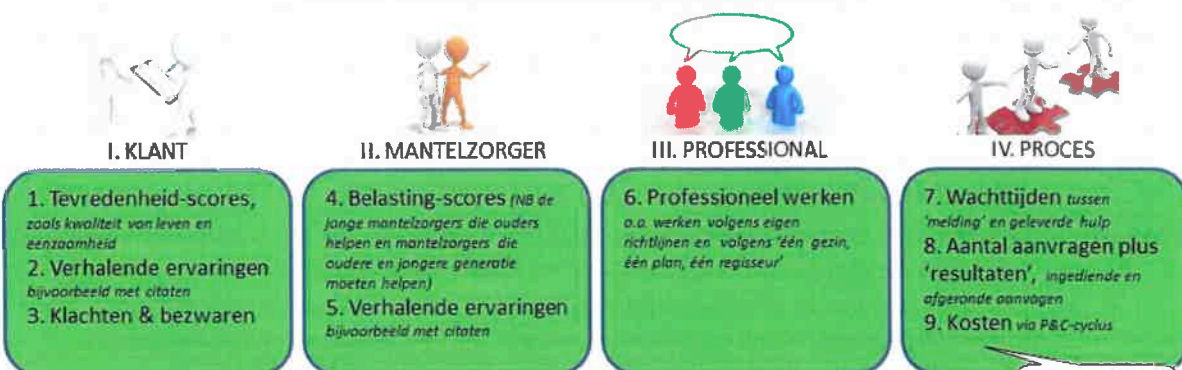 I. KLANT
1. Tevredenheid-scores,
zoals kwaliteit van leven en
eenzaamheid
2. Verhalende ervaringen
bijvoorbeeld met citaten
3. Klachten & bezwaren
II. MANTELZORGER
4. Belasting-scores (NB de
jonge mantelzorgers die ouders
helpen en mantelzorgers die
oudere en jongere generatie
moeten helpen)
5. Verhalende ervaringen
bijvoorbeeld met citaten
III. PROFESSIONAL
6. Professioneel werken
o.a. werken volgens eigen
richtlijnen en volgens 'één gezin,
één plan, één regisseur'
IV. PROCES
7. Wachttijden tussen
'melding' en geleverde hulp
8. Aantal aanvragen plus
'resultaten', ingediende en
afgeronde aanvagen
9. Kosten via P&C-cyclus